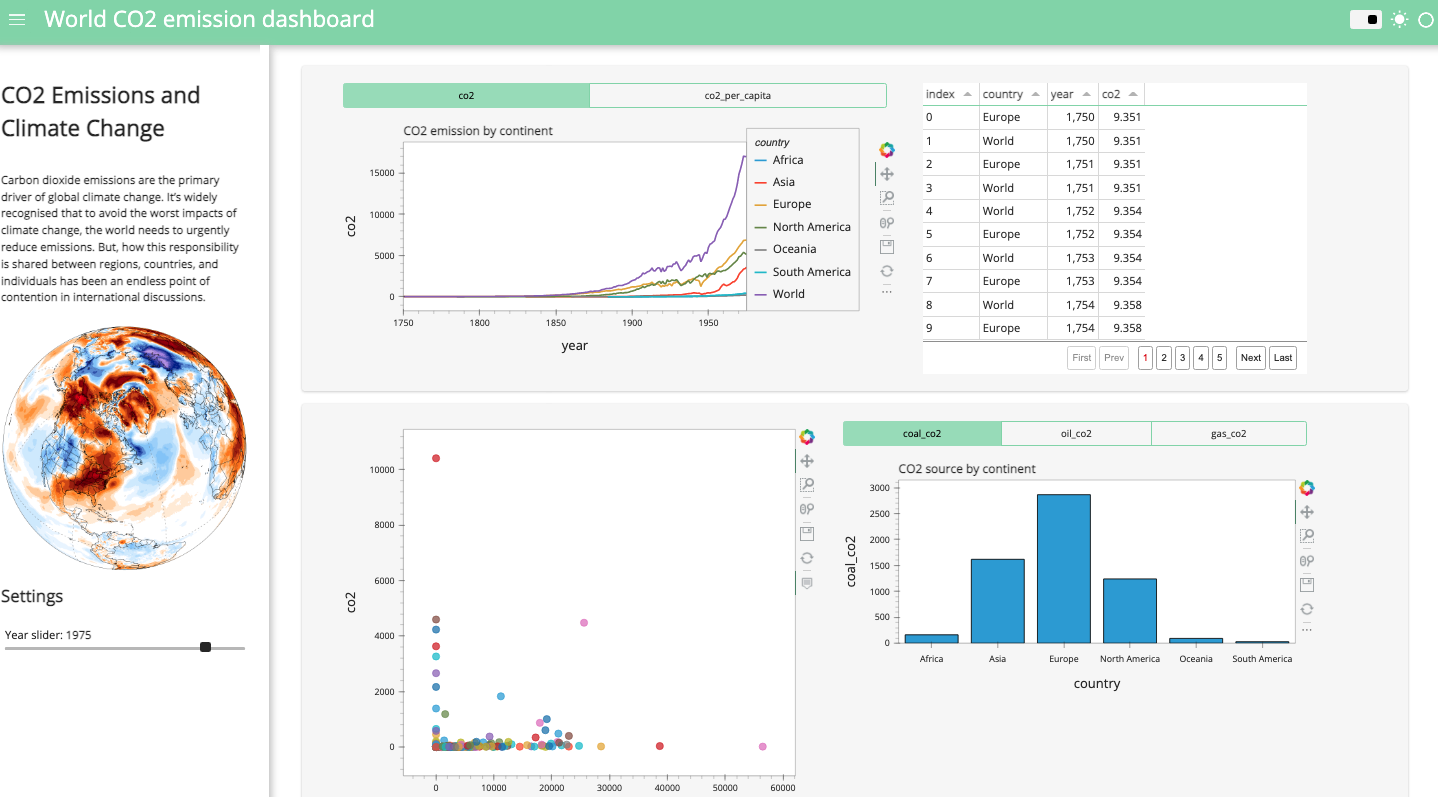 World CO2 emission dashboard
CO2 Emissions and
Climate Change
Carbon dioxide emissions are the primary
driver of global climate change. It's widely
recognised that to avoid the worst impacts of
climate change, the world needs to urgently
reduce emissions. But, how this responsibility
is shared between regions, countries, and
individuals has been an endless point of
contention in international discussions.
Settings
Year slider: 1975
co2 co2_per_capita
CO2 emission by continent
co2
15000
10000
5000
0
1750 1800 1850 1900 1950
year
country
Africa
Asia
Europe
North America
Oceania
South America
World
index country year co2
0 Europe 1,750 9.351
1 World 1,750 9.351
2 Europe 1,751 9.351
3 World 1,751 9.351
4 World 1,752 9.354
5 Europe 1,752 9.354
6 World 1,753 9.354
7 Europe 1,753 9.354
8 World 1,754 9.358
9 Europe 1,754 9.358
First Prev 1 2 3 4 5 Next Last
co2
10000
8000
6000
4000
2000
0
0 10000 20000 30000 40000 50000 60000
coal_co2 oil_co2 gas_co2
CO2 source by continent
coal_co2
3000
2500
2000
1500
1000
500
0
Africa Asia Europe North America Oceania South America
country